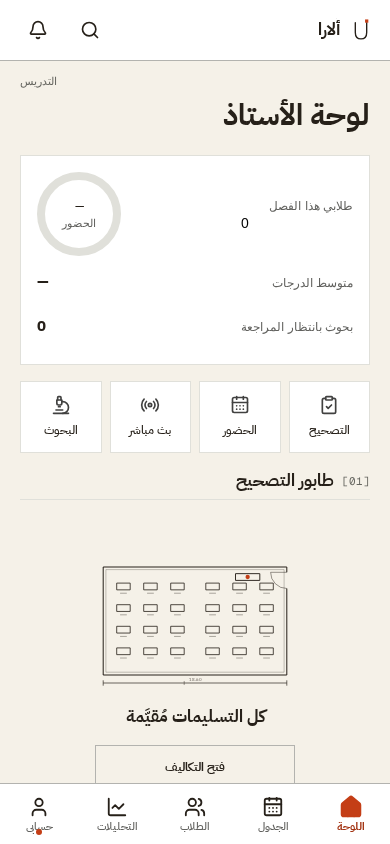 ألارا
التدريس
لوحة الأستاذ
طلابي هذا الفصل
0
–
الحضور
متوسط الدرجات
–
بحوث بانتظار المراجعة
0
التصحيح
الحضور
بث مباشر
البحوث
[01] طابور التصحيح
كل التسليمات مُقيَّمة
فتح التكاليف
اللوحة
الجدول
الطلاب
التحليلات
حسابي